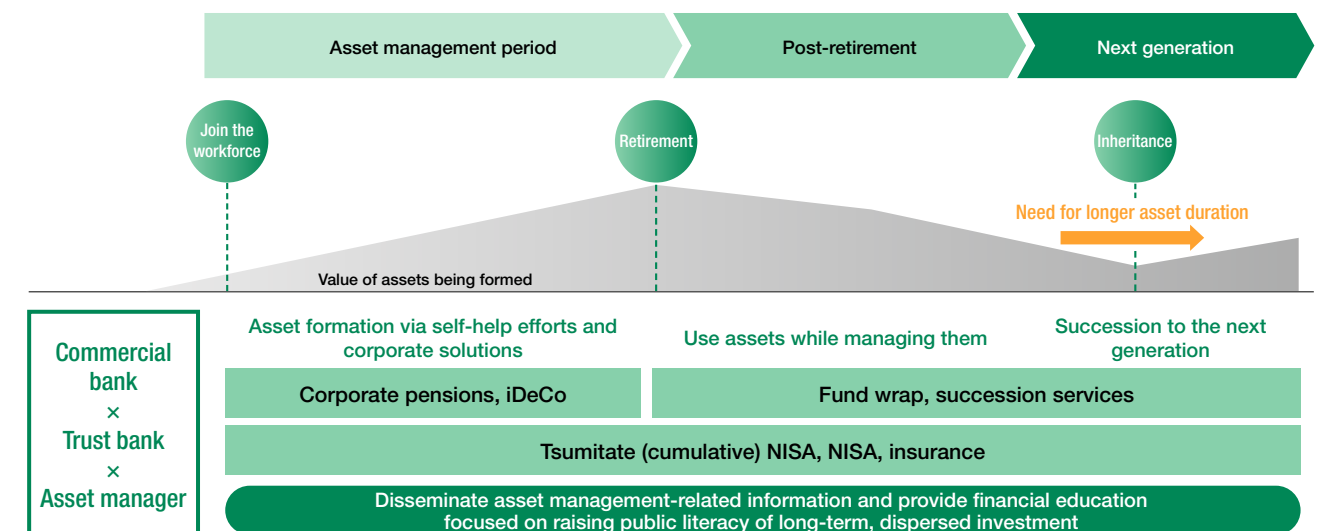 Asset management period
Post-retirement
Next generation
Join the
workforce
Retirement
Inheritance
Need for longer asset duration
Value of assets being formed
Commercial
bank
×
Trust bank
×
Asset manager
Asset formation via self-help efforts and
corporate solutions
Use assets while managing them
Succession to the next
generation
Corporate pensions, iDeCo
Fund wrap, succession services
Tsumitate (cumulative) NISA, NISA, insurance
Disseminate asset management-related information and provide financial education
focused on raising public literacy of long-term, dispersed investment